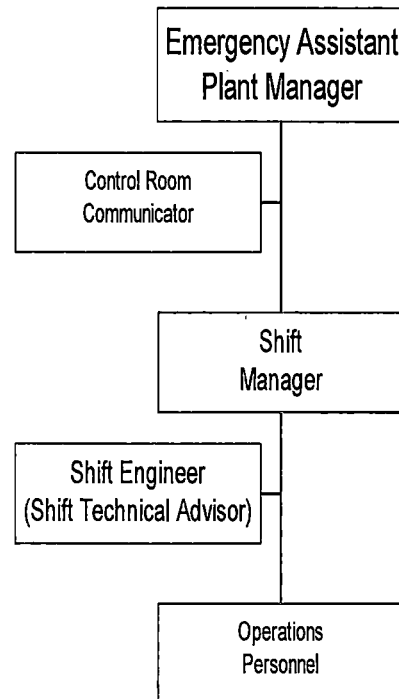 Emergency Assistant
Plant Manager
Control Room
Communicator
Shift
Manager
Shift Engineer
(Shift Technical Advisor)
Operations
Personnel